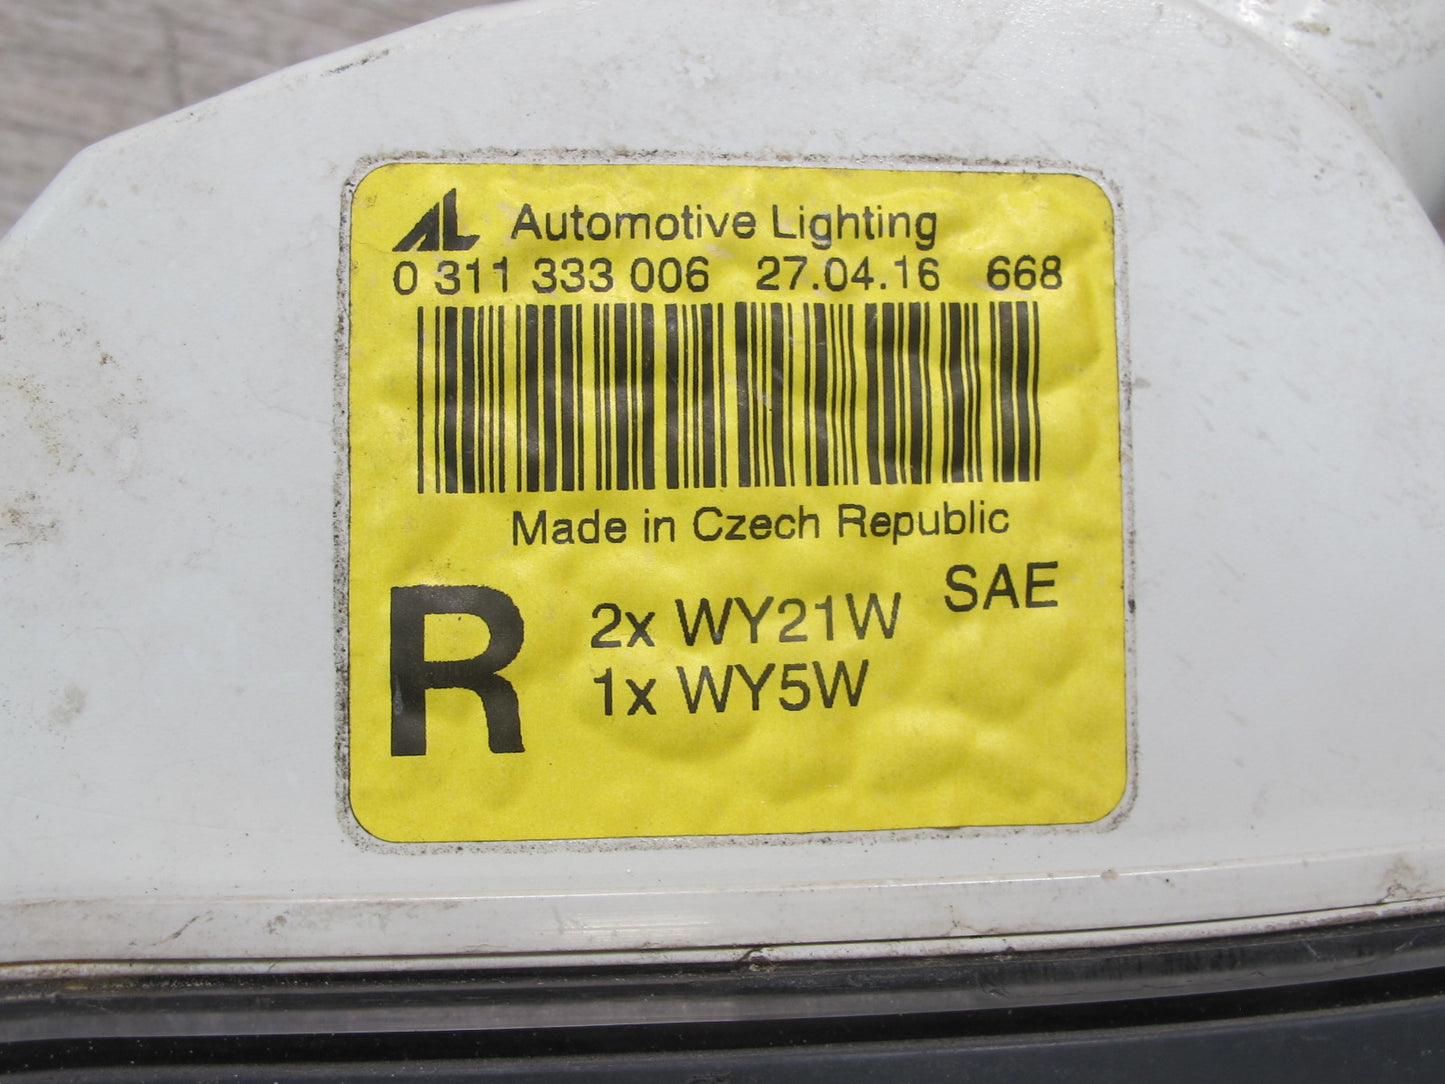 AL Automotive Lighting
0 311 333 006 27.04.16 668
Made in Czech Republic
SAE
R
2x WY21W
1x WY5W